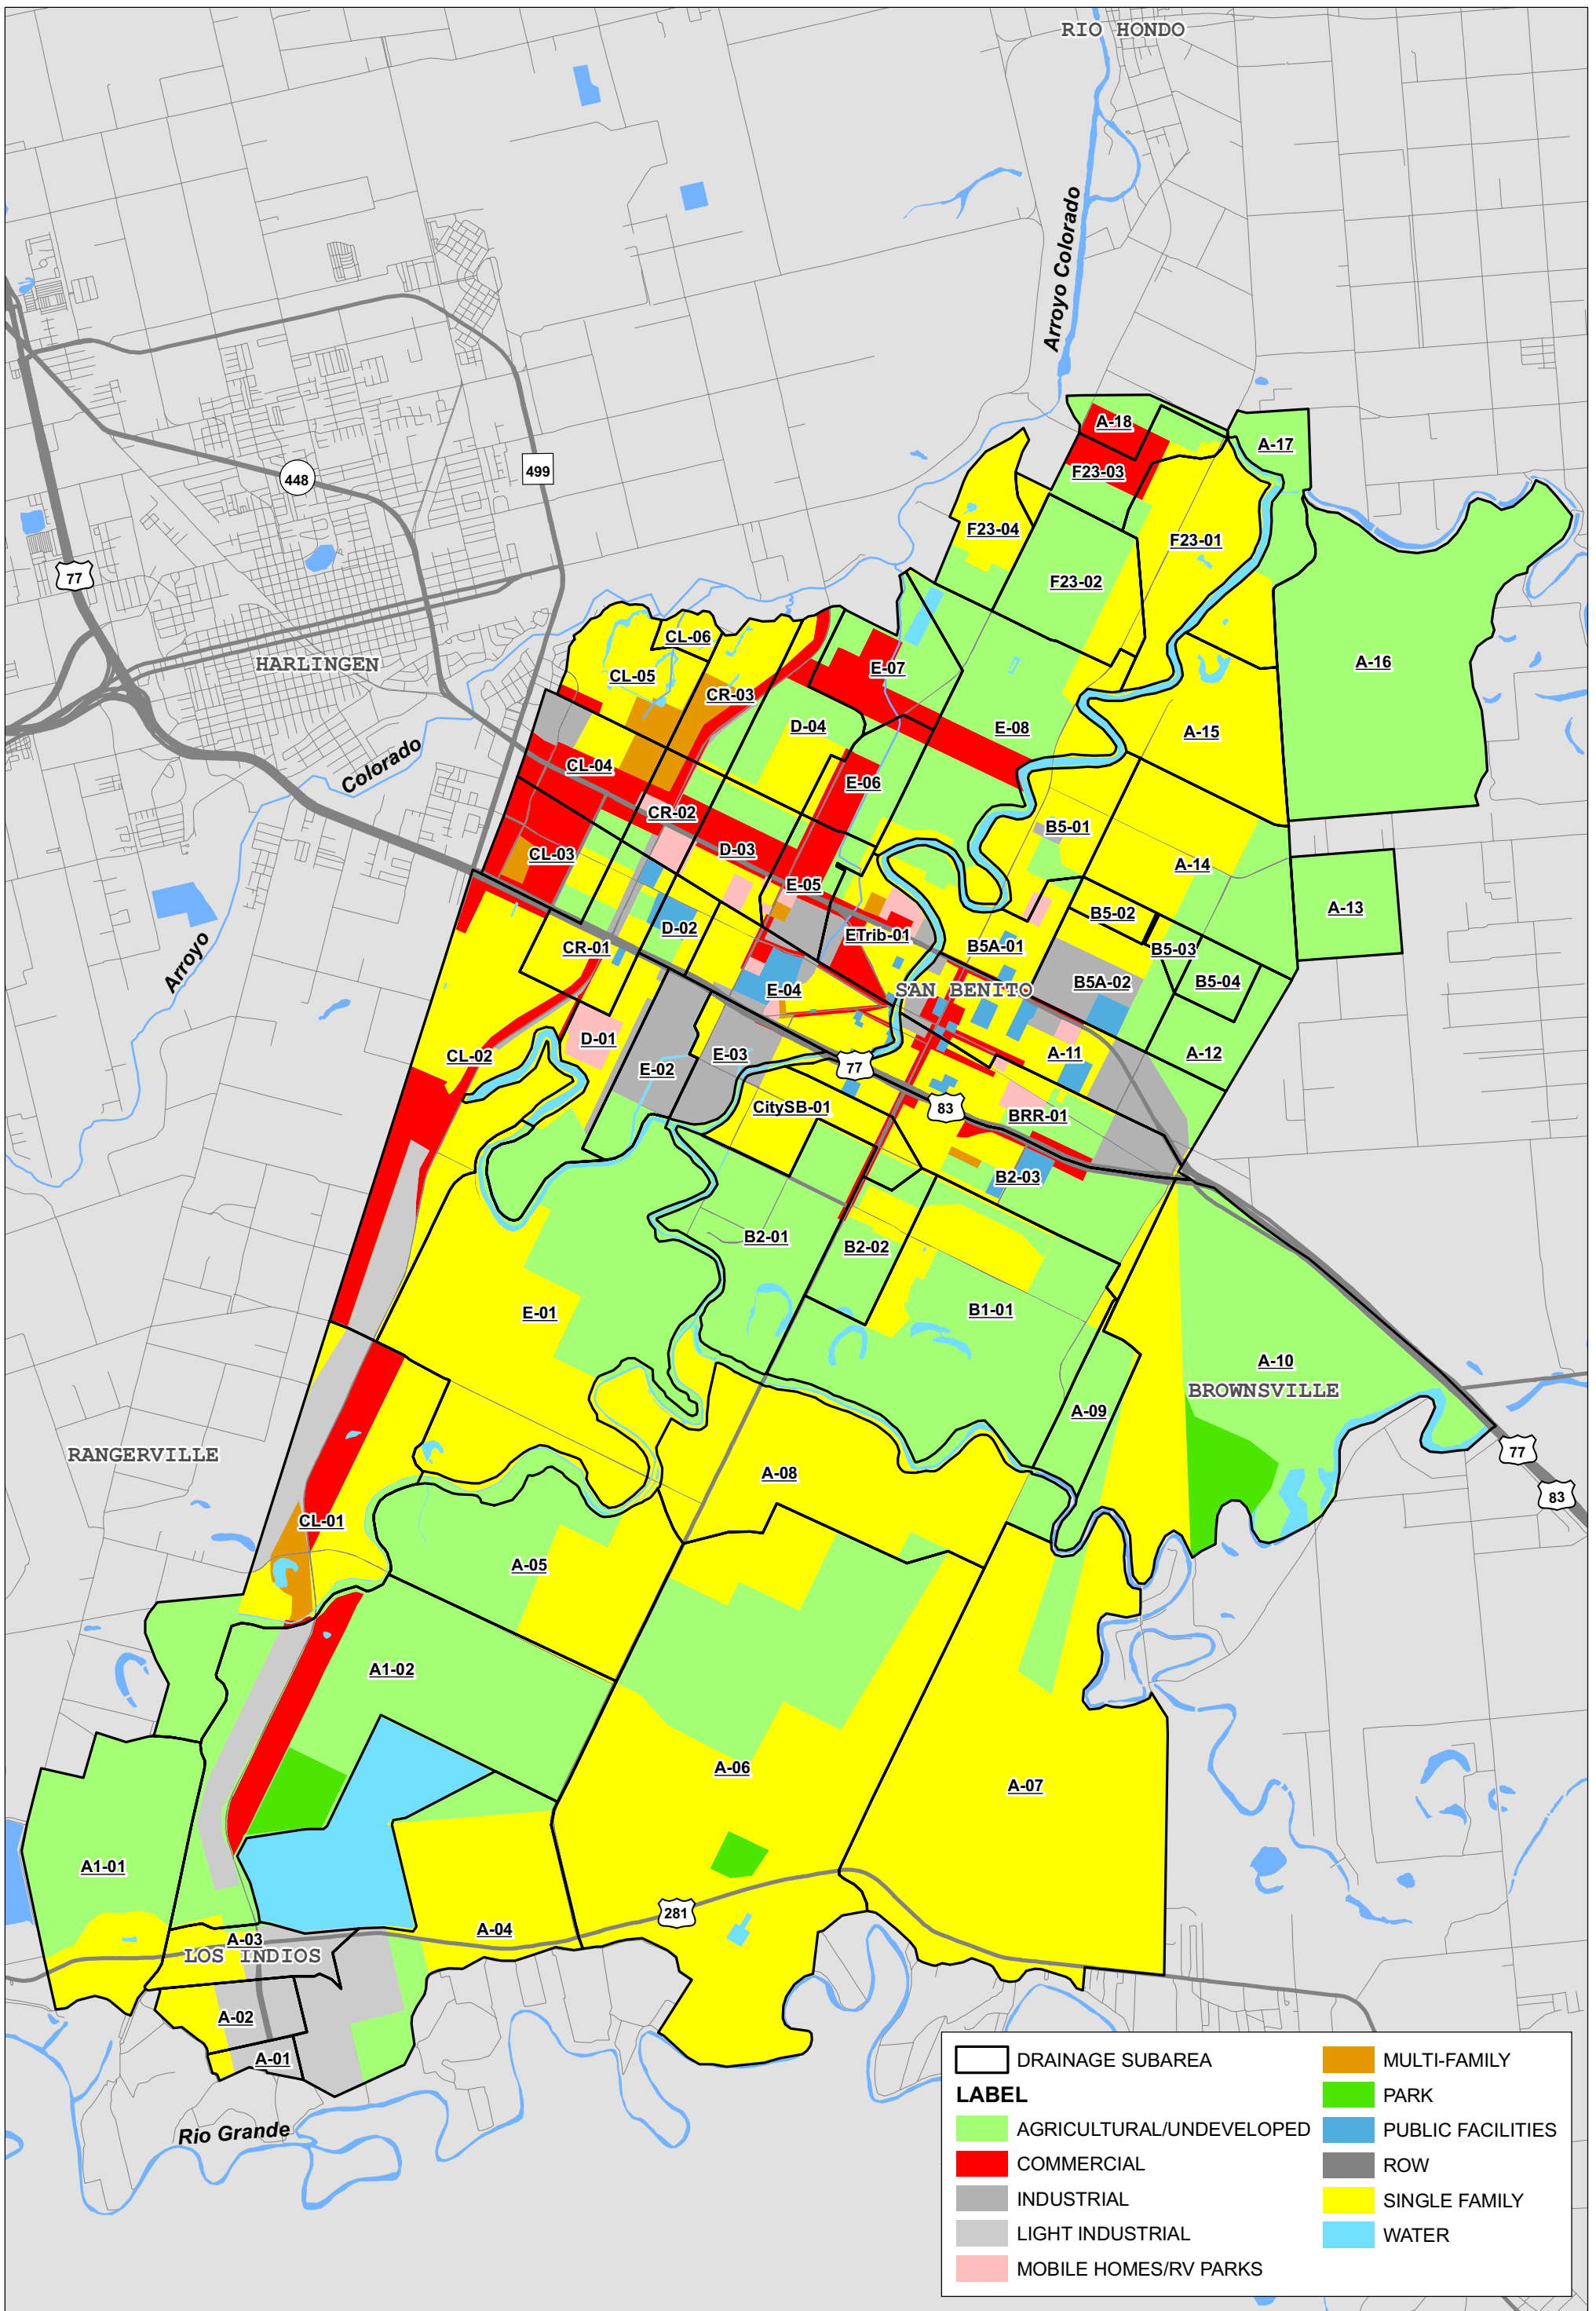 RIO HONDO
Arroyo Colorado
A-18
A-17
448
499
F23-03
F23-04
F23-01
77
F23-02
CL-06
HARLINGEN
E-07
A-16
CL-05
CR-03
D-04
E-08
A-15
Colorado
CL-04
E-06
CR-02
B5-01
D-03
CL-03
A-14
E-05
A-13
B5-02
D-02
ETrib-01
CR-01
B5A-01
B5-03
Arroyo
B5A-02
B5-04
E-04
SAN BENITO
D-01
E-03
A-11
A-12
CL-02
E-02
77
CitySB-01
83
BRR-01
B2-03
B2-01
B2-02
E-01
B1-01
A-10
BROWNSVILLE
A-09
RANGERVILLE
77
A-08
83
CL-01
A-05
A1-02
A-06
A-07
A1-01
281
A-04
A-03
LOS INDIOS
A-02
A-01
Rio Grande
DRAINAGE SUBAREA
LABEL
AGRICULTURAL/UNDEVELOPED
COMMERCIAL
INDUSTRIAL
LIGHT INDUSTRIAL
MOBILE HOMES/RV PARKS
MULTI-FAMILY
PARK
PUBLIC FACILITIES
ROW
SINGLE FAMILY
WATER